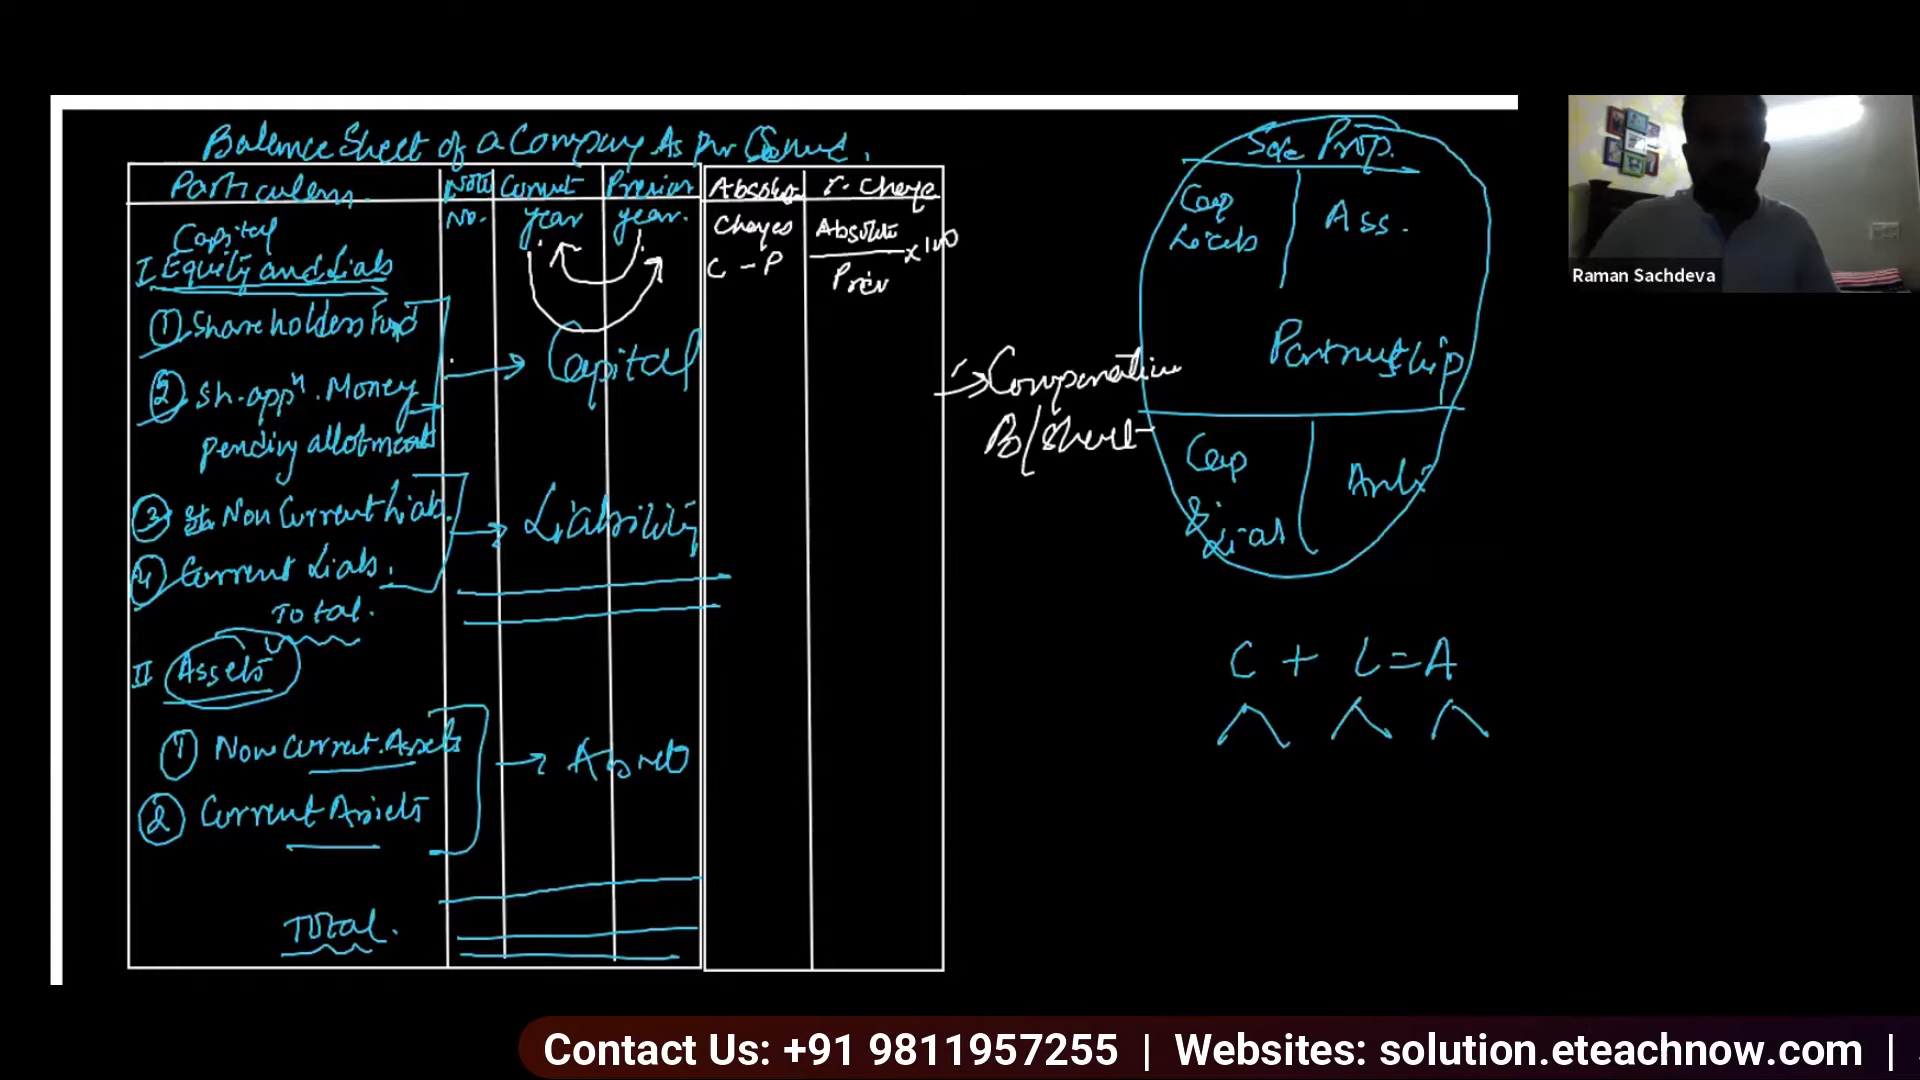 Balance Sheet of a Company As per
Particulars
Note No.
Current year
Previous year.
Absolute Changes
C - P
%. Change
Absolute
Prev
x 100
Capital
I Equity and Liabs
① Shareholders Fund
② Sh. appⁿ. Money
pending allotment
→ Capital
③ Non Current Liab.
④ Current Liabs.
→ Liability
Total.
II Assets
① Non Current Assets
② Current Assets
→ Assets
Total.
→ Comparative
B/Sheet
Sole Prop.
Cap
Liab
Ass.
Partnership
Cap
& Liab
C + L = A
Raman Sachdeva
Contact Us: +91 9811957255 | Websites: solution.eteachnow.com |